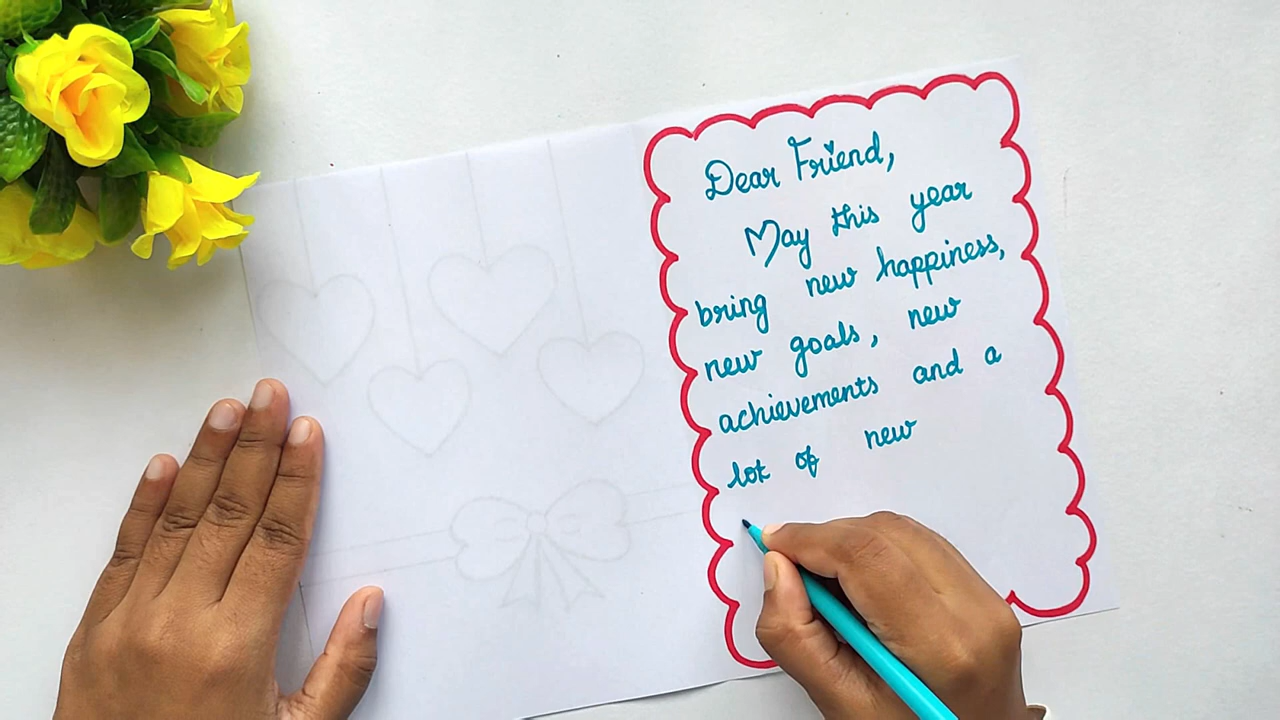 Dear Friend,
May this year
bring new happiness,
new goals, new
achievements and a
lot of new